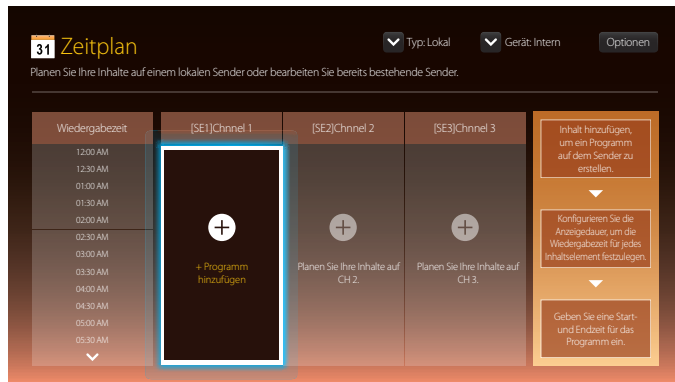 31 Zeitplan
Typ: Lokal
Gerät: Intern
Optionen
Planen Sie Ihre Inhalte auf einem lokalen Sender oder bearbeiten Sie bereits bestehende Sender.
Wiedergabezeit
12:00 AM
12:30 AM
01:00 AM
01:30 AM
02:00 AM
02:30 AM
03:00 AM
03:30 AM
04:00 AM
04:30 AM
05:00 AM
05:30 AM
[SE1]Chnnel 1
+ Programm
hinzufügen
[SE2]Chnnel 2
Planen Sie Ihre Inhalte auf
CH 2.
[SE3]Chnnel 3
Planen Sie Ihre Inhalte auf
CH 3.
Inhalt hinzufügen,
um ein Programm
auf dem Sender zu
erstellen.
Konfigurieren Sie die
Anzeigedauer, um die
Wiedergabezeit für jedes
Inhaltselement festzulegen.
Geben Sie eine Start-
und Endzeit für das
Programm ein.